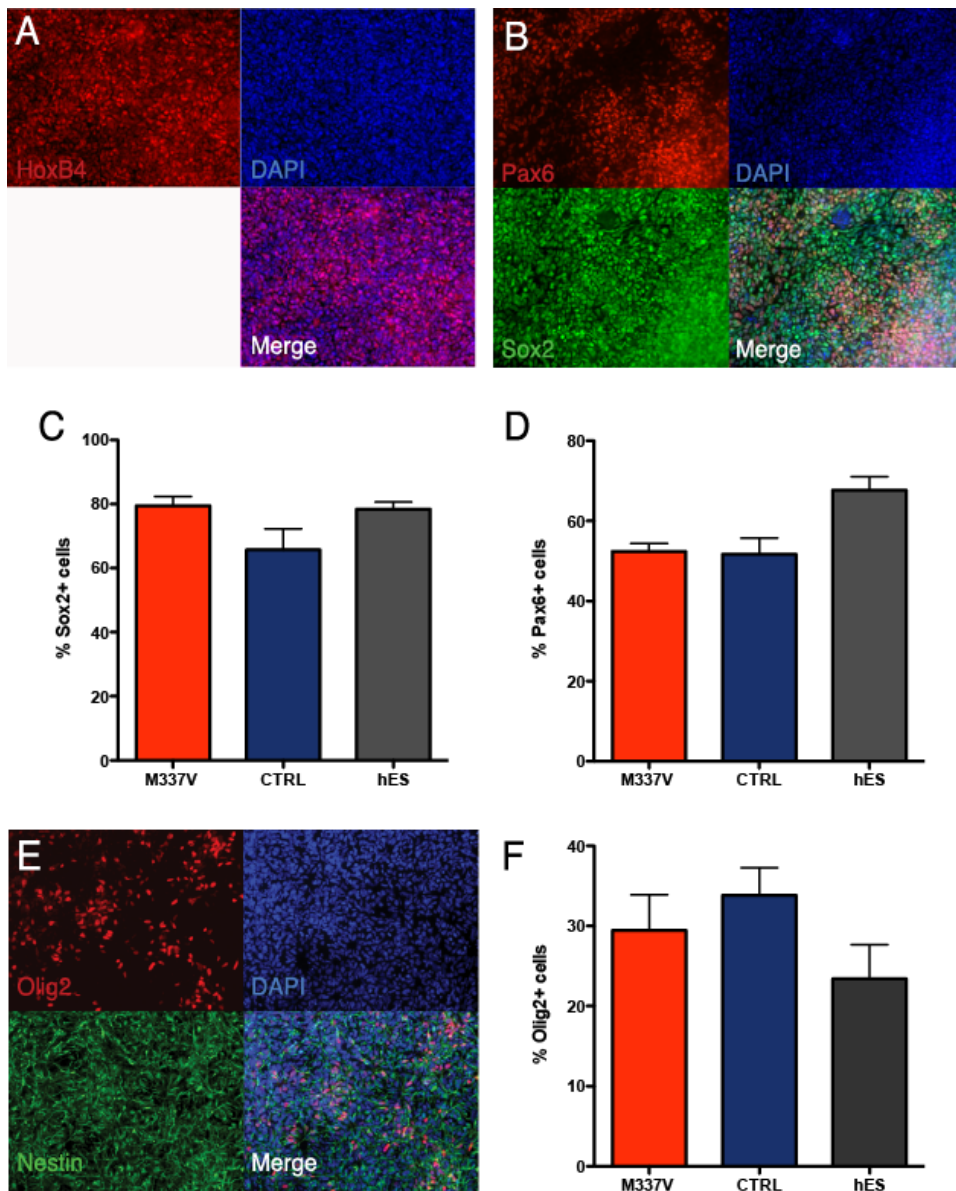 A
HoxB4
DAPI
Merge
B
Pax6
DAPI
Sox2
Merge
C
% Sox2+ cells
100
80
60
40
20
0
M337V CTRL hES
D
% Pax6+ cells
80
60
40
20
0
M337V CTRL hES
E
Olig2
DAPI
Nestin
Merge
F
% Olig2+ cells
40
30
20
10
0
M337V CTRL hES